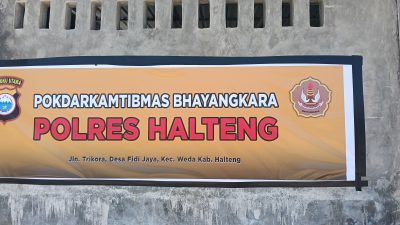 POKDARKAMTIBMAS BHAYANGKARA
POLRES HALTENG
Jln. Trikora, Desa Fidi Jaya, Kec. Weda Kab. Halteng